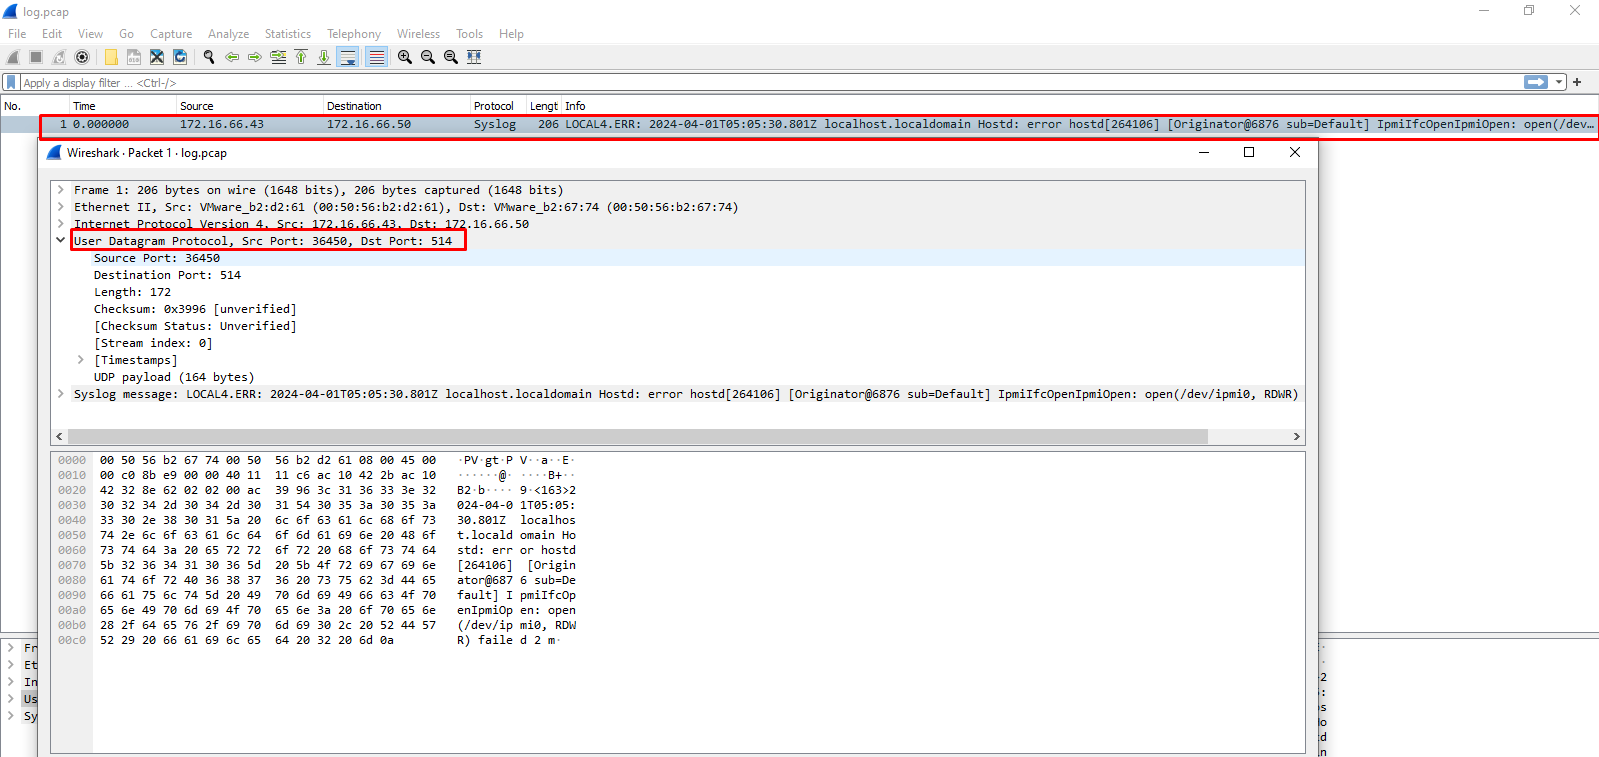 log.pcap
File Edit View Go Capture Analyze Statistics Telephony Wireless Tools Help
Apply a display filter ... <Ctrl-/>
No. Time Source Destination Protocol Lengt Info
1 0.000000 172.16.66.43 172.16.66.50 Syslog 206 LOCAL4.ERR: 2024-04-01T05:05:30.801Z localhost.localdomain Hostd: error hostd[264106] [Originator@6876 sub=Default] IpmiIfcOpenIpmiOpen: open(/dev…
Wireshark · Packet 1 · log.pcap
Frame 1: 206 bytes on wire (1648 bits), 206 bytes captured (1648 bits)
Ethernet II, Src: VMware_b2:d2:61 (00:50:56:b2:d2:61), Dst: VMware_b2:67:74 (00:50:56:b2:67:74)
Internet Protocol Version 4, Src: 172.16.66.43, Dst: 172.16.66.50
User Datagram Protocol, Src Port: 36450, Dst Port: 514
Source Port: 36450
Destination Port: 514
Length: 172
Checksum: 0x3996 [unverified]
[Checksum Status: Unverified]
[Stream index: 0]
[Timestamps]
UDP payload (164 bytes)
Syslog message: LOCAL4.ERR: 2024-04-01T05:05:30.801Z localhost.localdomain Hostd: error hostd[264106] [Originator@6876 sub=Default] IpmiIfcOpenIpmiOpen: open(/dev/ipmi0, RDWR)
0000 00 50 56 b2 67 74 00 50 56 b2 d2 61 08 00 45 00 ·PV·gt·P V··a··E·
0010 00 c0 8b e9 00 00 40 11 11 c6 ac 10 42 2b ac 10 ······@· ····B+··
0020 42 32 8e 62 02 02 00 ac 39 96 3c 31 36 33 3e 32 B2·b···· 9·<163>2
0030 30 32 34 2d 30 34 2d 30 31 54 30 35 3a 30 35 3a 024-04-0 1T05:05:
0040 33 30 2e 38 30 31 5a 20 6c 6f 63 61 6c 68 6f 73 30.801Z localhos
0050 74 2e 6c 6f 63 61 6c 64 6f 6d 61 69 6e 20 48 6f t.locald omain Ho
0060 73 74 64 3a 20 65 72 72 6f 72 20 68 6f 73 74 64 std: err or hostd
0070 5b 32 36 34 31 30 36 5d 20 5b 4f 72 69 67 69 6e [264106] [Origin
0080 61 74 6f 72 40 36 38 37 36 20 73 75 62 3d 44 65 ator@687 6 sub=De
0090 66 61 75 6c 74 5d 20 49 70 6d 69 49 66 63 4f 70 fault] I pmiIfcOp
00a0 65 6e 49 70 6d 69 4f 70 65 6e 3a 20 6f 70 65 6e enIpmiOp en: open
00b0 28 2f 64 65 76 2f 69 70 6d 69 30 2c 20 52 44 57 (/dev/ip mi0, RDW
00c0 52 29 20 66 61 69 6c 65 64 20 32 20 6d 0a R) faile d 2 m·
Fr
Et
In
Us
Sy